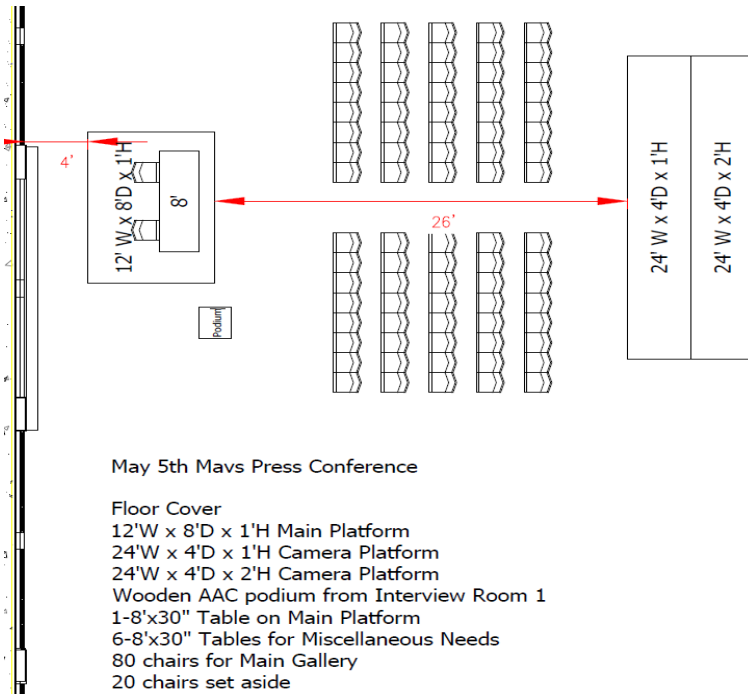 4'
12' W x 8'D x 1'H
8'
26'
24' W x 4'D x 1'H
24' W x 4'D x 2'H
Podium
May 5th Mavs Press Conference
Floor Cover
12'W x 8'D x 1'H Main Platform
24'W x 4'D x 1'H Camera Platform
24'W x 4'D x 2'H Camera Platform
Wooden AAC podium from Interview Room 1
1-8'x30" Table on Main Platform
6-8'x30" Tables for Miscellaneous Needs
80 chairs for Main Gallery
20 chairs set aside